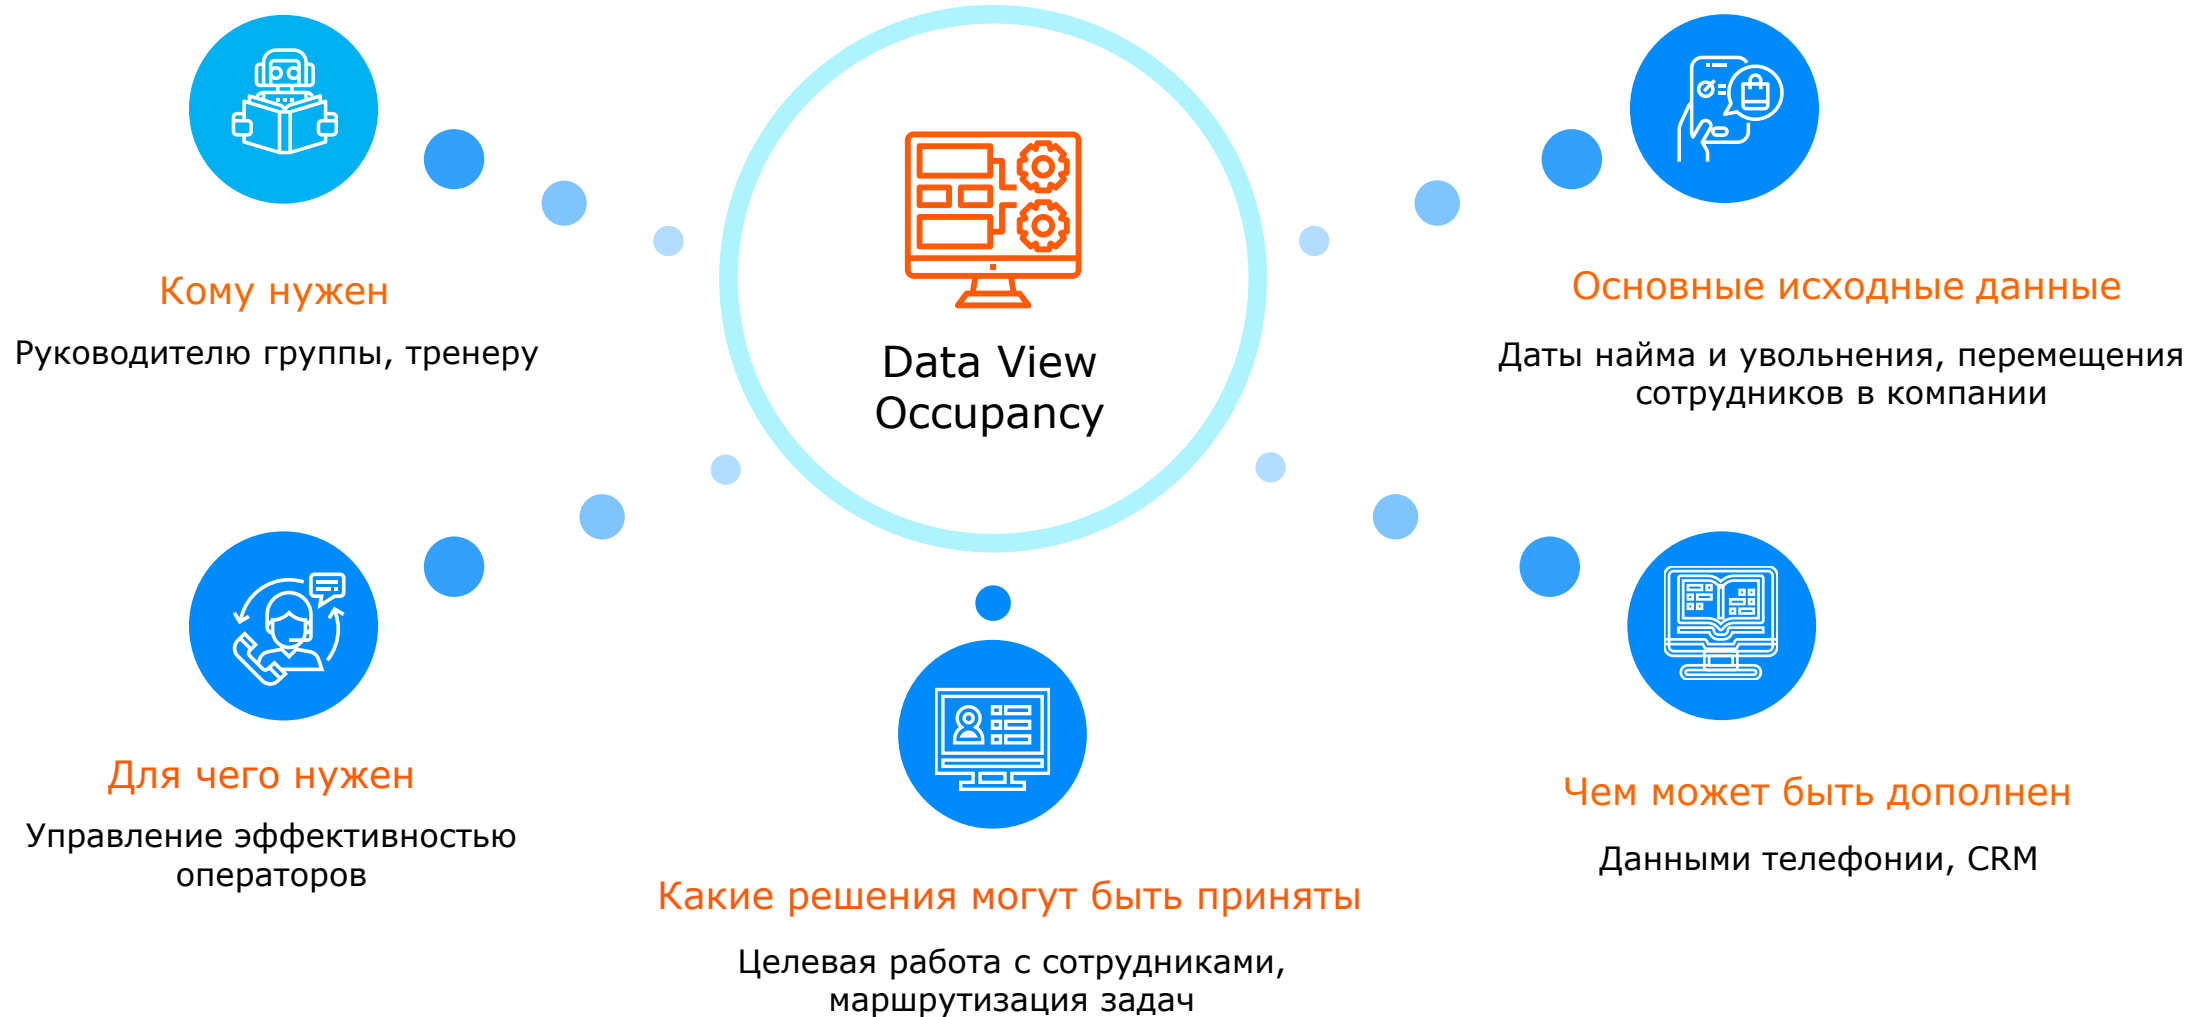 Data View
Occupancy
Кому нужен
Руководителю группы, тренеру
Основные исходные данные
Даты найма и увольнения, перемещения
сотрудников в компании
Для чего нужен
Управление эффективностью
операторов
Какие решения могут быть приняты
Целевая работа с сотрудниками,
маршрутизация задач
Чем может быть дополнен
Данными телефонии, CRM